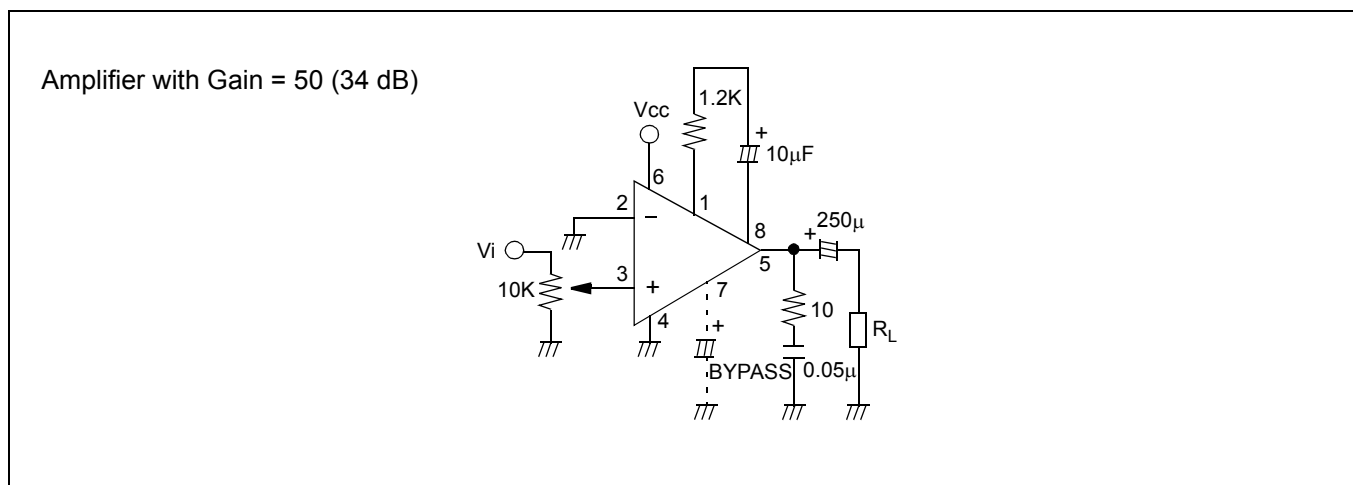 Amplifier with Gain = 50 (34 dB)
1.2K
Vcc
+
10μF
6
1
2
−
8
250μ
+
Vi
5
3
10K
+
7
10
4
+
RL
BYPASS
0.05μ